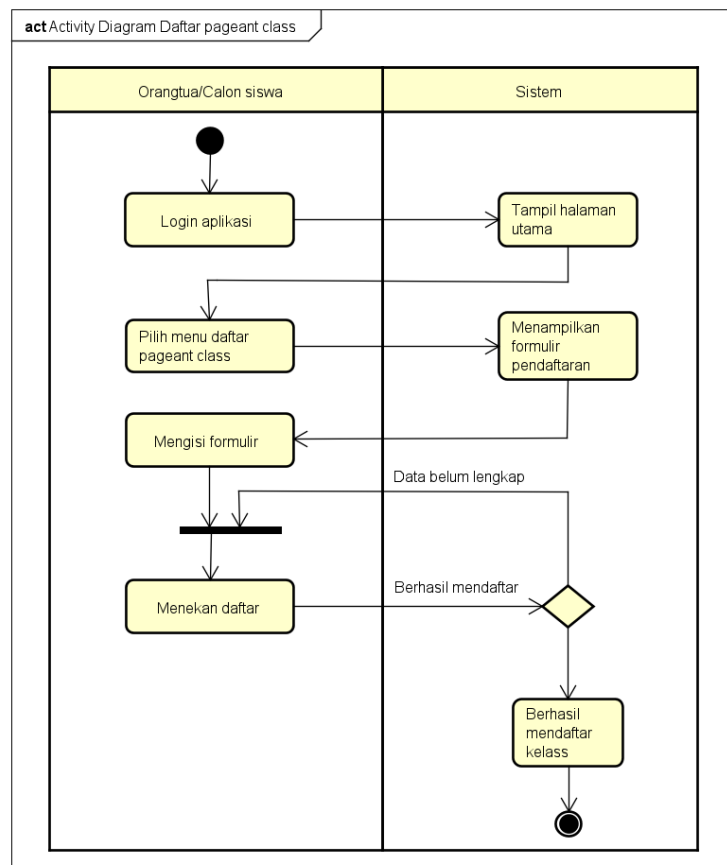 act Activity Diagram Daftar pageant class
Orangtua/Calon siswa
Sistem
Login aplikasi
Tampil halaman
utama
Pilih menu daftar
pageant class
Menampilkan
formulir
pendaftaran
Mengisi formulir
Data belum lengkap
Menekan daftar
Berhasil mendaftar
Berhasil
mendaftar
kelass